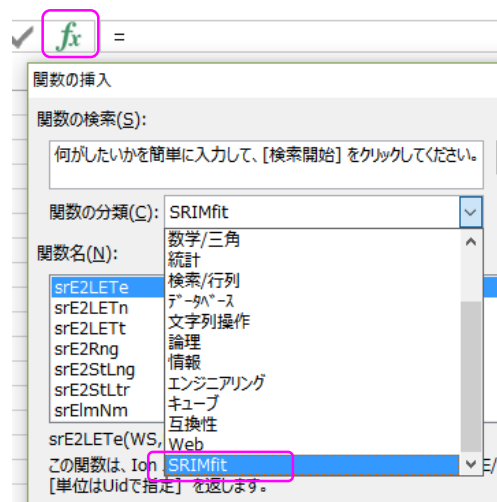 fx =
関数の挿入
関数の検索(S):
何がしたいかを簡単に入力して、[検索開始] をクリックしてください。
関数の分類(C): SRIMfit
数学/三角
統計
検索/行列
データベース
文字列操作
論理
情報
エンジニアリング
キューブ
互換性
Web
SRIMfit
関数名(N):
srE2LETe
srE2LETn
srE2LETt
srE2Rng
srE2StLng
srE2StLtr
srElmNm
srE2LETe(WS,
この関数は、Ion
E/
[単位はUidで指定] を返します。